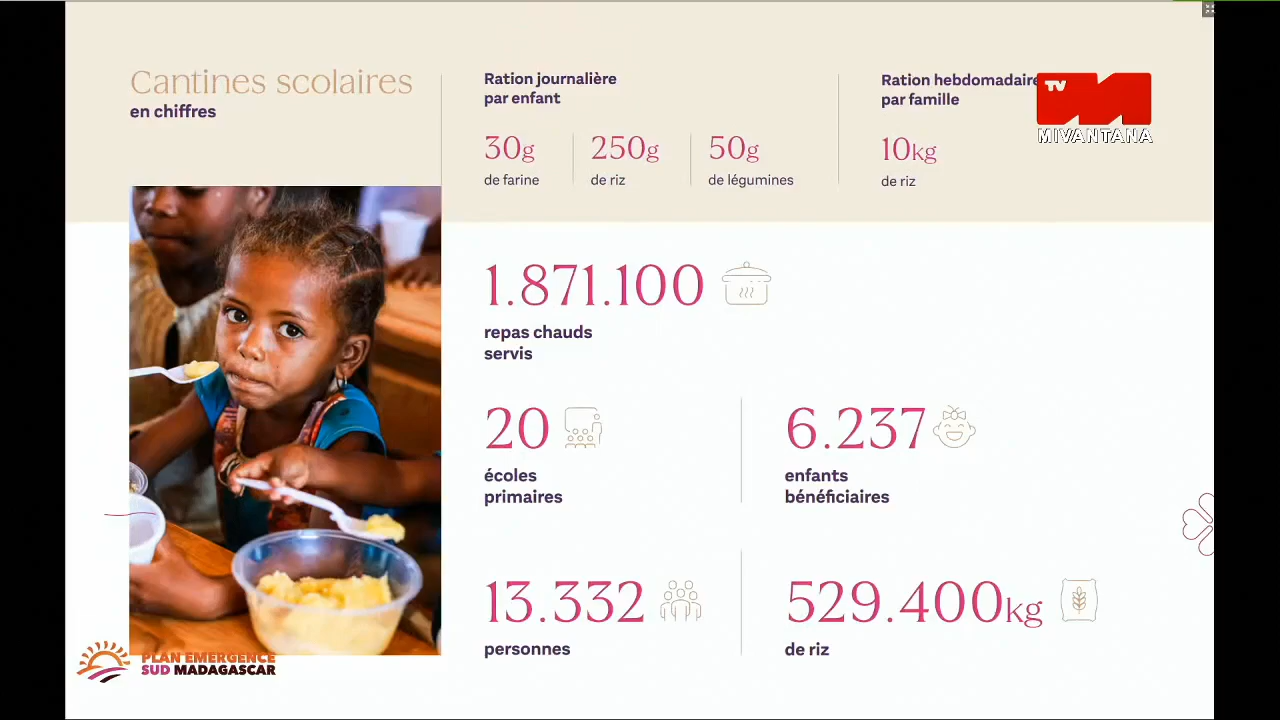 Cantines scolaires
en chiffres
Ration journalière
par enfant
30g
de farine
250g
de riz
50g
de légumines
Ration hebdomadaire
par famille
10kg
de riz
TV
MIVANTANA
1.871.100
repas chauds
servis
20
écoles
primaires
6.237
enfants
bénéficiaires
13.332
personnes
529.400kg
de riz
PLAN EMERGENCE
SUD MADAGASCAR